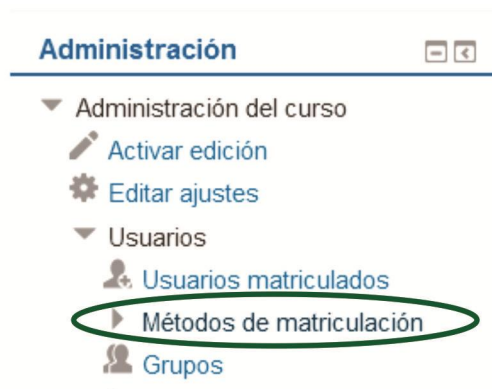 Administración
Administración del curso
Activar edición
Editar ajustes
Usuarios
Usuarios matriculados
Métodos de matriculación
Grupos